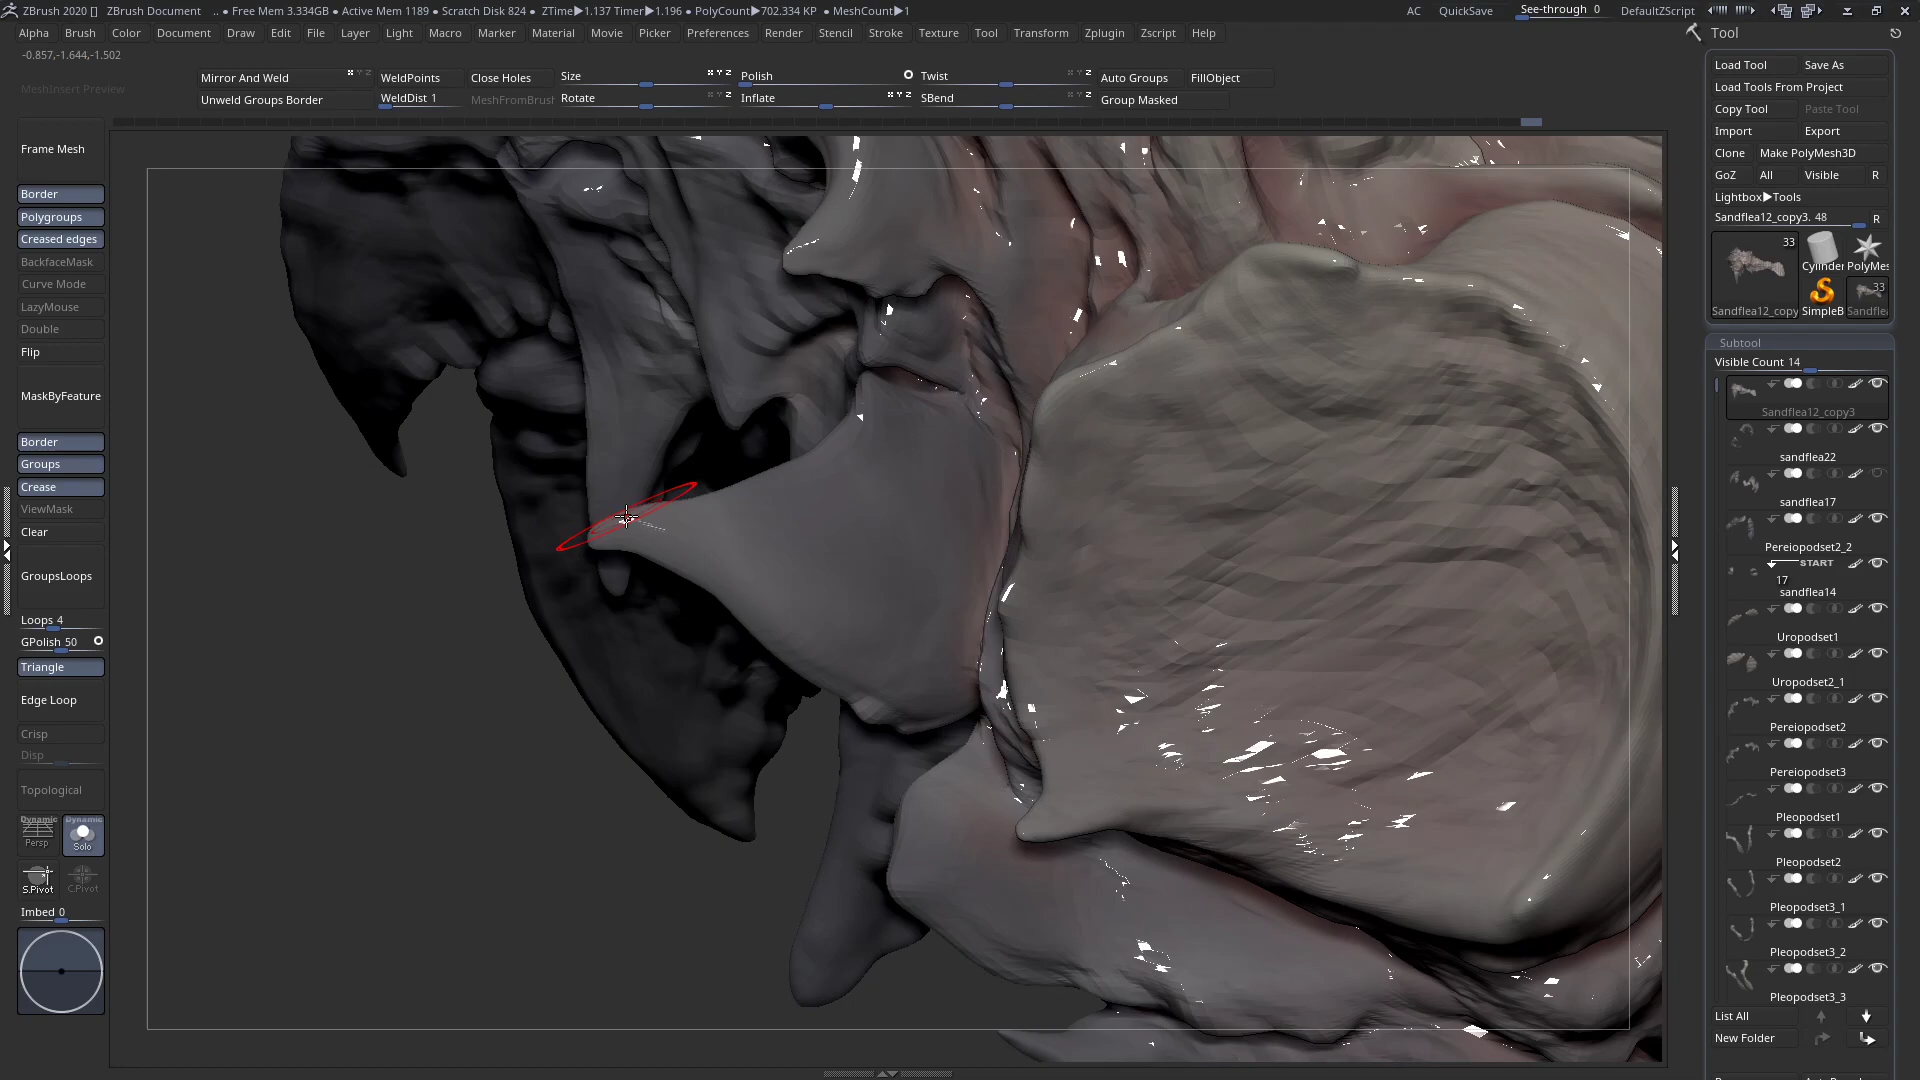 ZBrush 2020 [] ZBrush Document .. ● Free Mem 3.334GB ● Active Mem 1189 ● Scratch Disk 824 ● ZTime▶1.137 Timer▶1.196 ● PolyCount▶702.334 KP ● MeshCount▶1 AC QuickSave See-through 0 DefaultZScript
Alpha Brush Color Document Draw Edit File Layer Light Macro Marker Material Movie Picker Preferences Render Stencil Stroke Texture Tool Transform Zplugin Zscript Help
-0.857,-1.644,-1.502
MeshInsert Preview
Mirror And Weld WeldPoints Close Holes Size Polish Twist Auto Groups FillObject
Unweld Groups Border WeldDist 1 MeshFromBrush Rotate Inflate SBend Group Masked
Frame Mesh
Border
Polygroups
Creased edges
BackfaceMask
Curve Mode
LazyMouse
Double
Flip
MaskByFeature
Border
Groups
Crease
ViewMask
Clear
GroupsLoops
Loops 4
GPolish 50
Triangle
Edge Loop
Crisp
Disp
Topological
Dynamic Dynamic
Persp Solo
S.Pivot C.Pivot
Imbed 0
Tool
Load Tool Save As
Load Tools From Project
Copy Tool Paste Tool
Import Export
Clone Make PolyMesh3D
GoZ All Visible R
Lightbox▶Tools
Sandflea12_copy3. 48 R
33
Cylinder PolyMes
33
Sandflea12_copy SimpleB Sandflea
Subtool
Visible Count 14
Sandflea12_copy3
sandflea22
sandflea17
Pereiopodset2_2
START
17
sandflea14
Uropodset1
Uropodset2_1
Pereiopodset2
Pereiopodset3
Pleopodset1
Pleopodset2
Pleopodset3_1
Pleopodset3_2
Pleopodset3_3
List All
New Folder